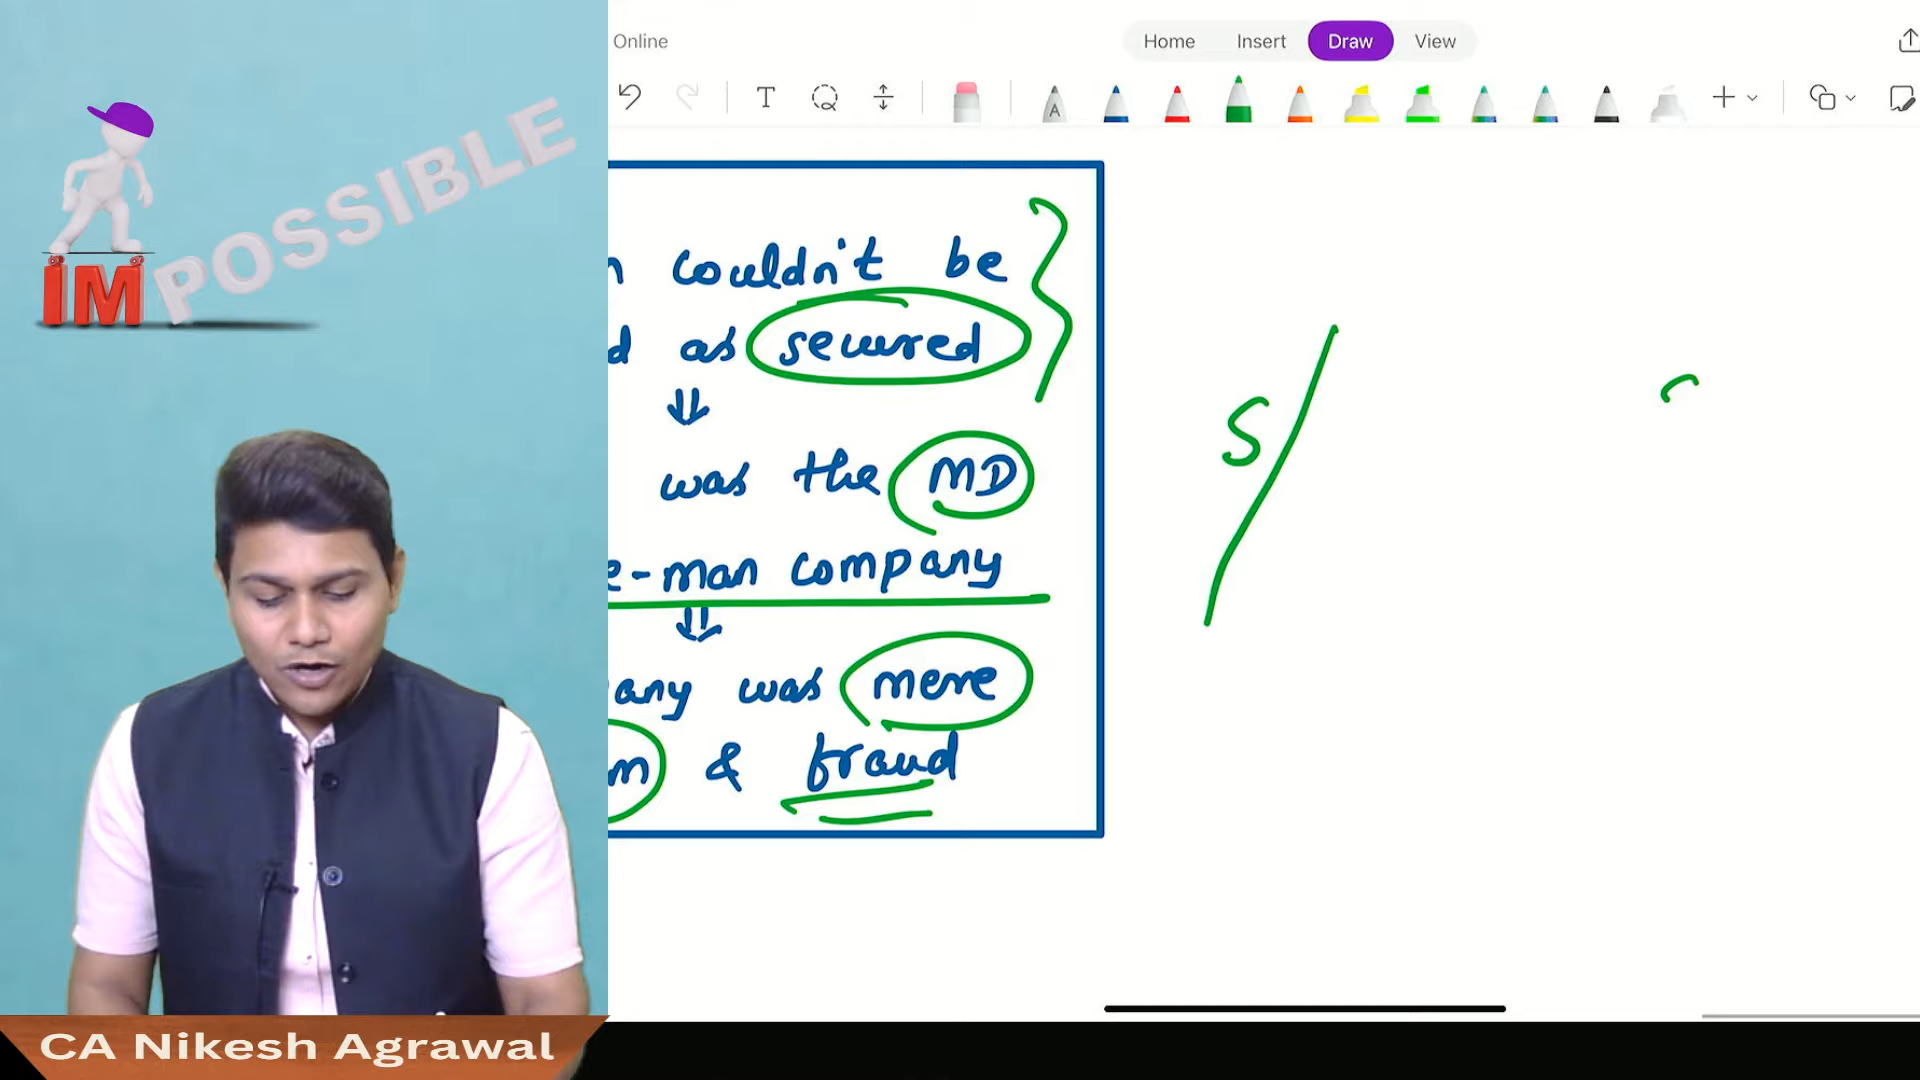 Online
Home Insert Draw View
T
A
IMPOSSIBLE
n couldn't be
d as secured
was the MD
e-man company
any was mere
m & fraud
S
CA Nikesh Agrawal